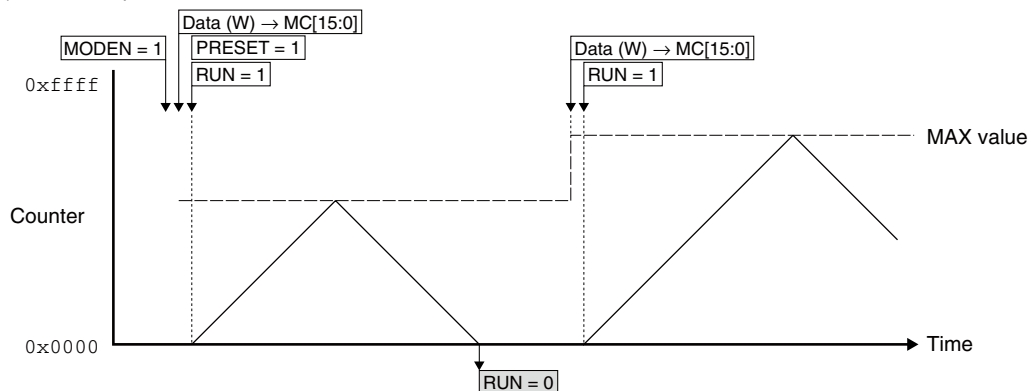 Data (W) → MC[15:0]
MODEN = 1
PRESET = 1
RUN = 1
Data (W) → MC[15:0]
RUN = 1
0xffff
MAX value
Counter
0x0000
Time
RUN = 0